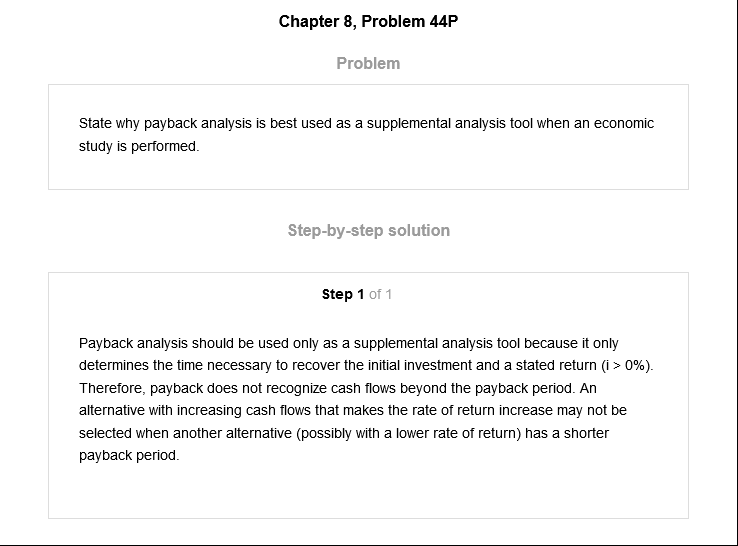 Chapter 8, Problem 44P
Problem
State why payback analysis is best used as a supplemental analysis tool when an economic
study is performed.
Step-by-step solution
Step 1 of 1
Payback analysis should be used only as a supplemental analysis tool because it only
determines the time necessary to recover the initial investment and a stated return (i > 0%).
Therefore, payback does not recognize cash flows beyond the payback period. An
alternative with increasing cash flows that makes the rate of return increase may not be
selected when another alternative (possibly with a lower rate of return) has a shorter
payback period.